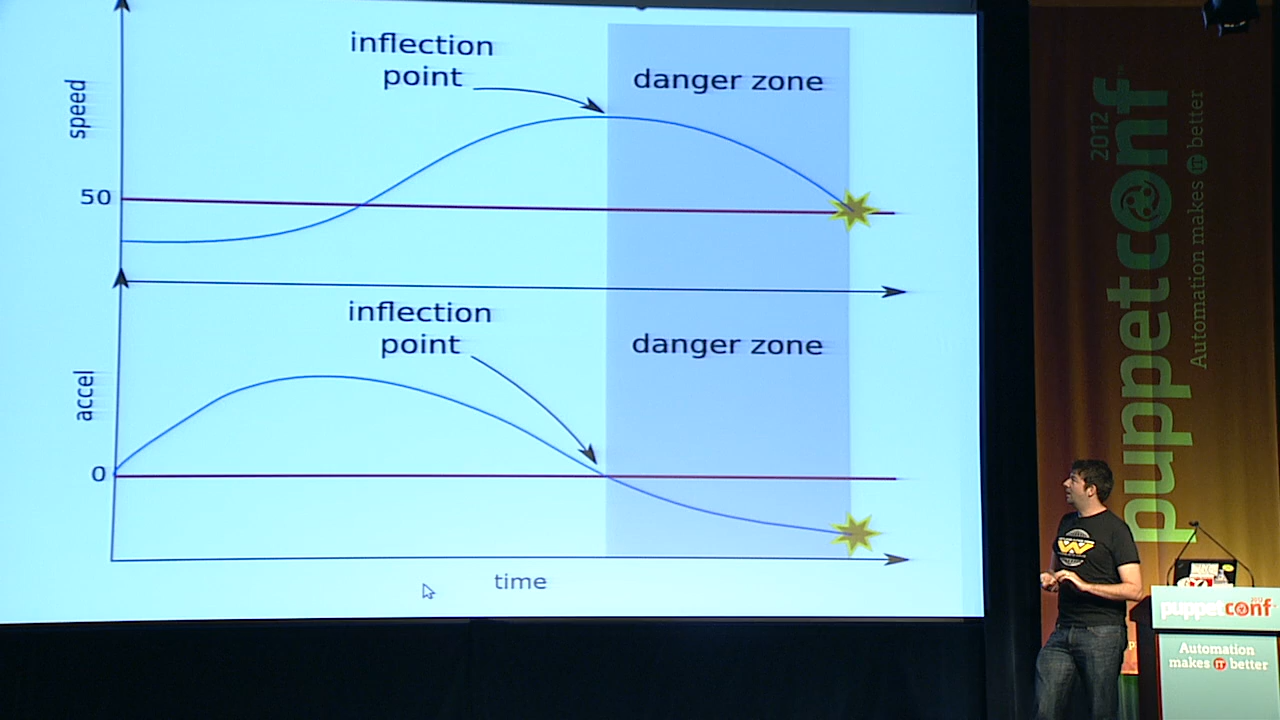 inflection
point
danger zone
speed
50
inflection
point
danger zone
accel
0
time
puppetconf
2012
Automation makes IT better
puppetconf
Automation
makes IT better